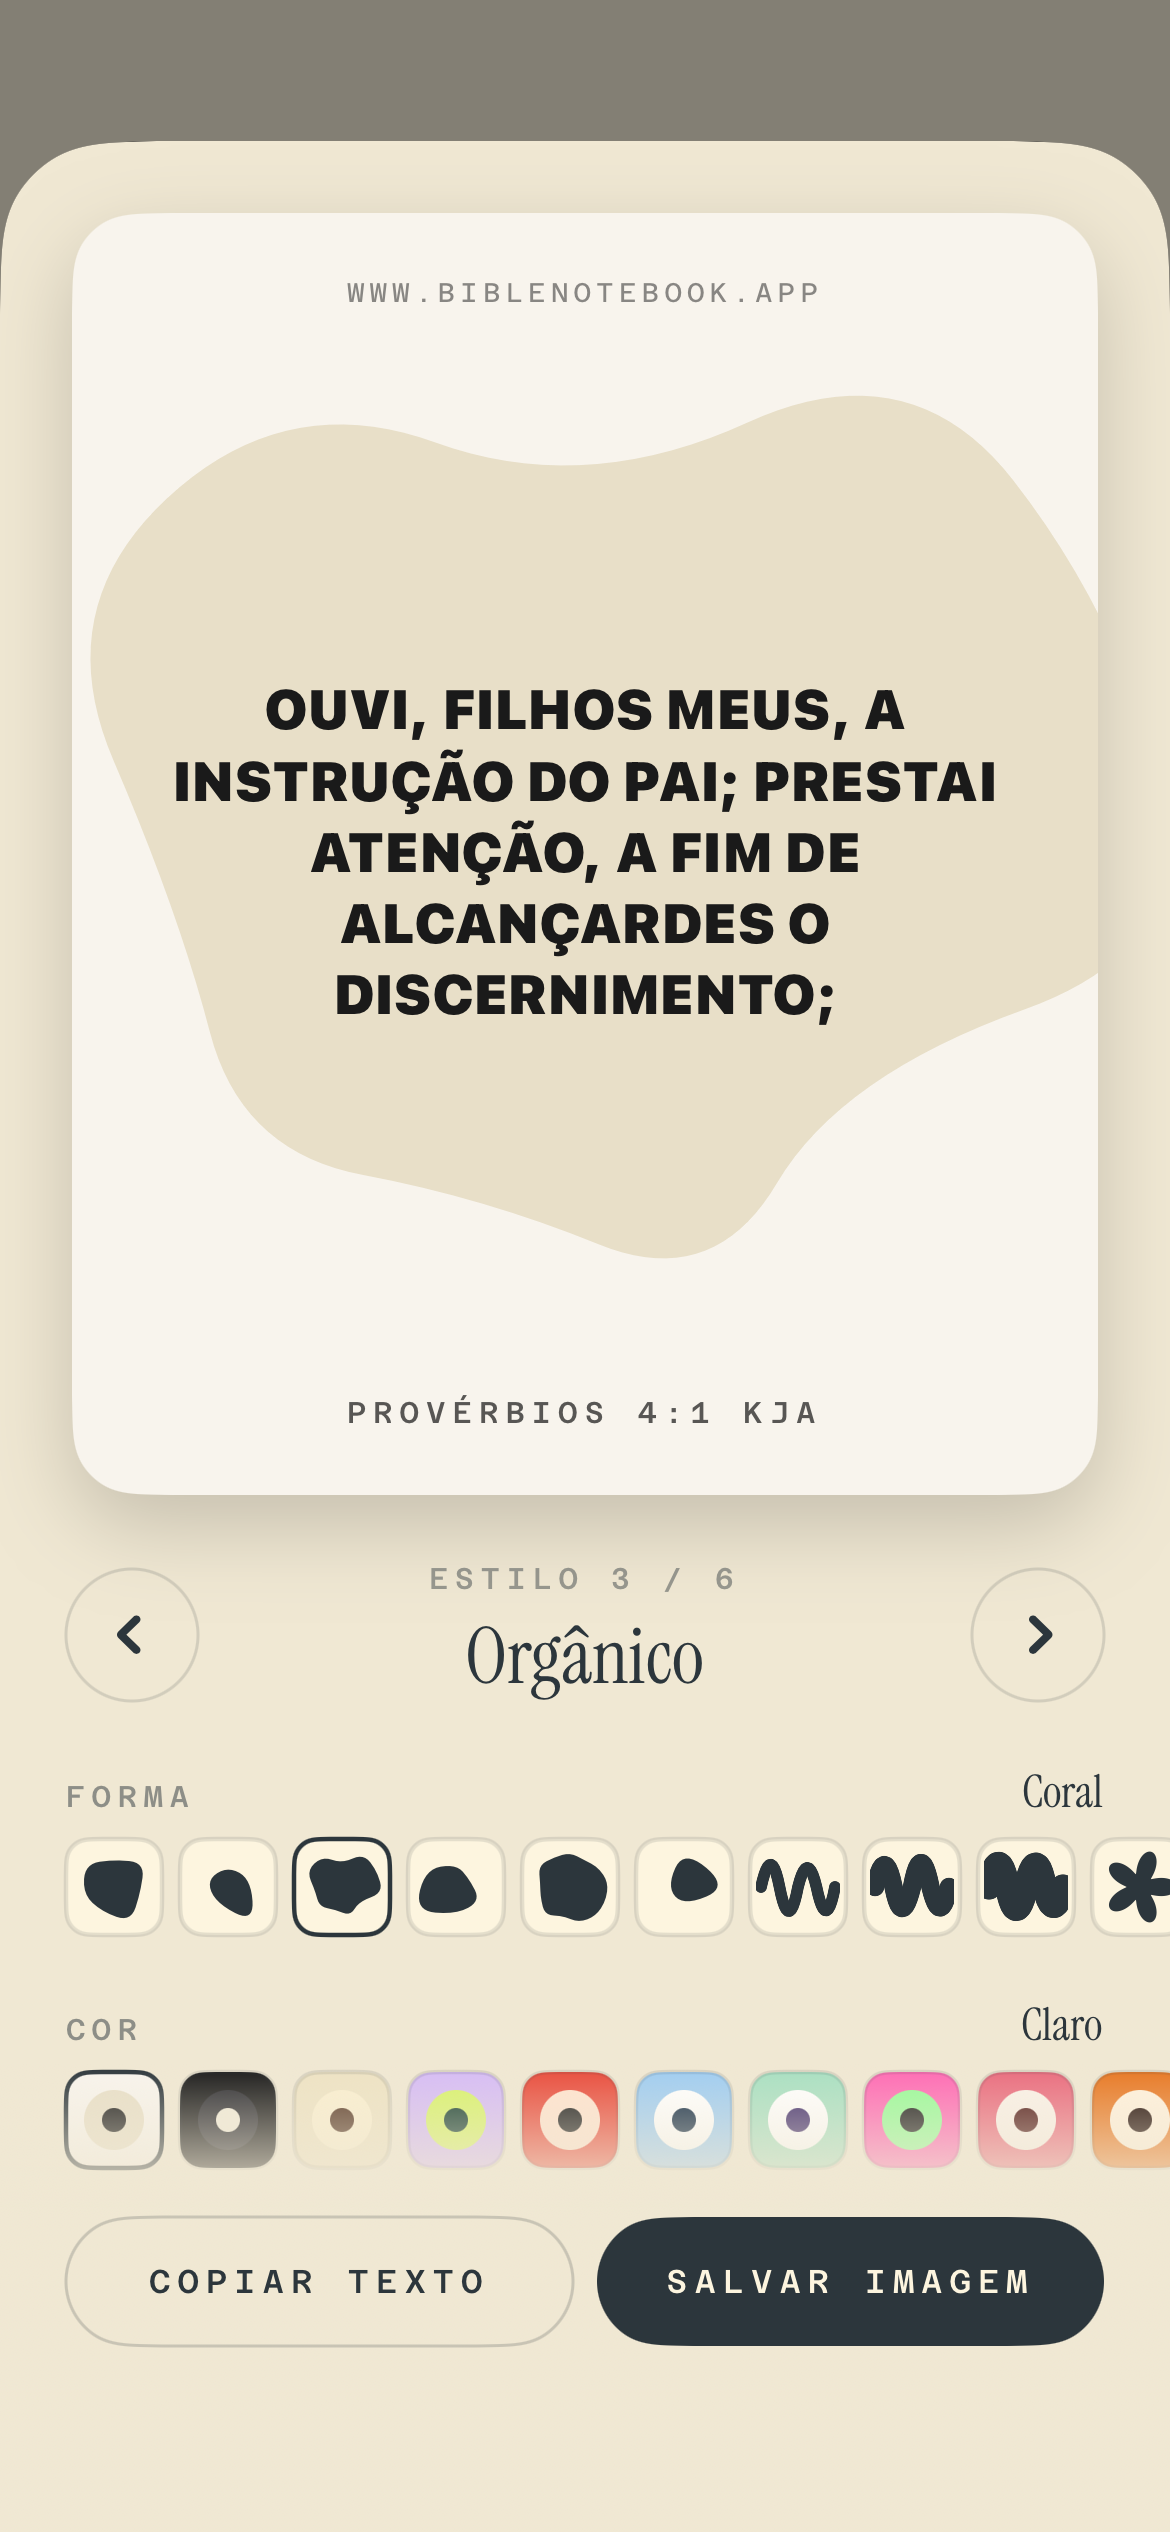 WWW.BIBLENOTEBOOK.APP
OUVI, FILHOS MEUS, A
INSTRUÇÃO DO PAI; PRESTAI
ATENÇÃO, A FIM DE
ALCANÇARDES O
DISCERNIMENTO;
PROVÉRBIOS 4:1 KJA
ESTILO 3 / 6
Orgânico
FORMA
Coral
COR
Claro
COPIAR TEXTO
SALVAR IMAGEM